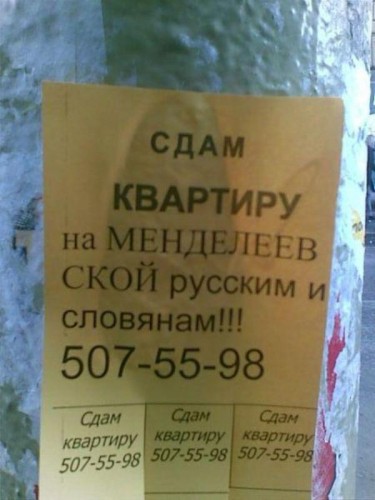 СДАМ
КВАРТИРУ
на МЕНДЕЛЕЕВ
СКОЙ русским и
словянам!!!
507-55-98
Сдам
квартиру
507-55-98
Сдам
квартиру
507-55-98
Сдам
квартиру
507-55-98